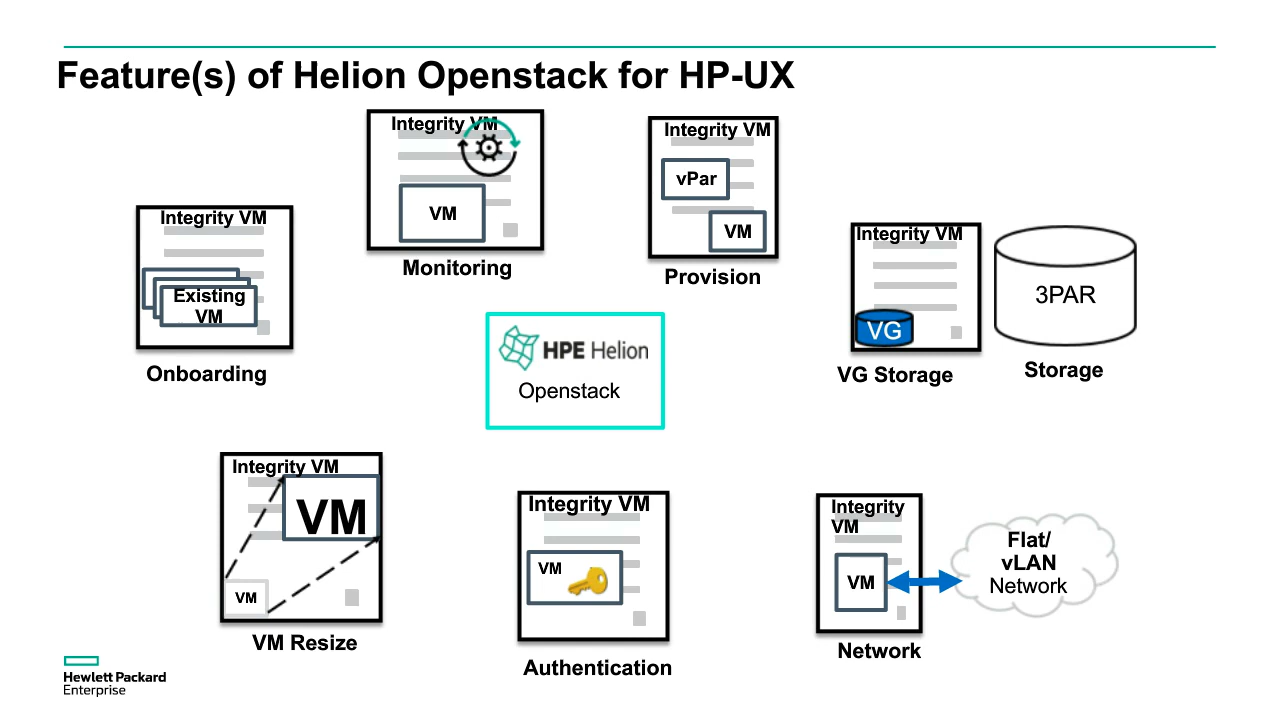 Feature(s) of Helion Openstack for HP-UX
Integrity VM
VM
Monitoring
Integrity VM
vPar
VM
Provision
Integrity VM
Existing
VM
Onboarding
Integrity VM
VG
VG Storage
3PAR
Storage
HPE Helion
Openstack
Integrity VM
VM
VM
VM Resize
Integrity VM
VM
Authentication
Integrity
VM
VM
Network
Flat/
vLAN
Network
Hewlett Packard
Enterprise